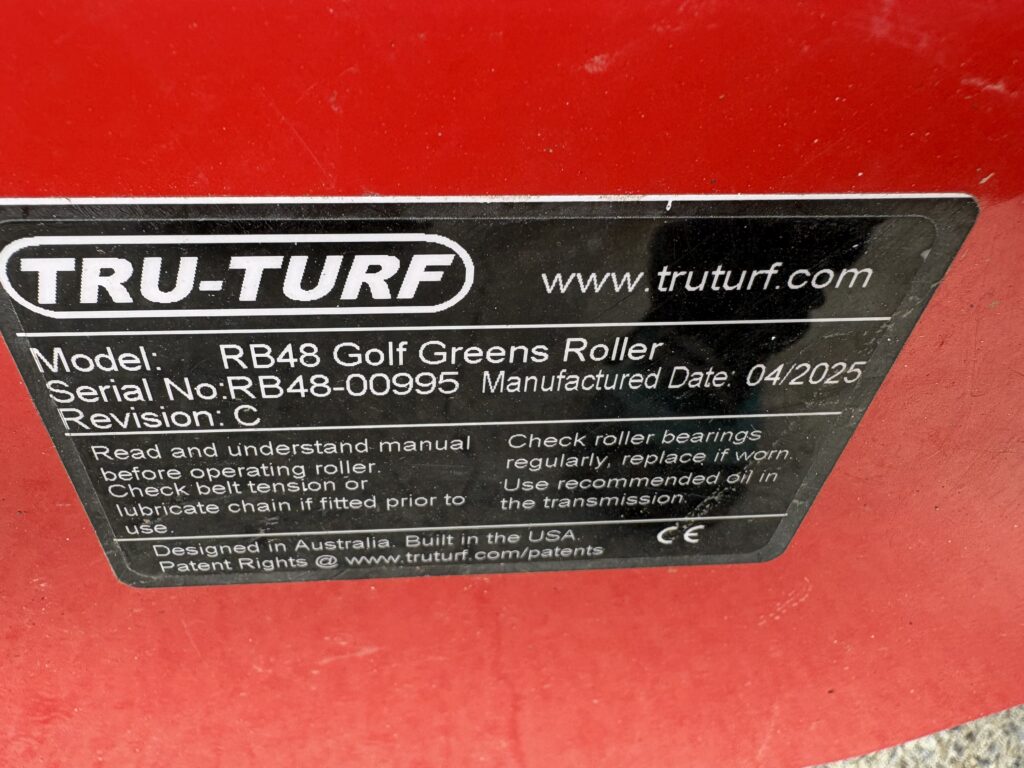 TRU-TURF www.truturf.com
Model: RB48 Golf Greens Roller
Serial No:RB48-00995 Manufactured Date: 04/2025
Revision: C
Read and understand manual
before operating roller.
Check belt tension or
lubricate chain if fitted prior to
use.
Check roller bearings
regularly, replace if worn.
Use recommended oil in
the transmission.
Designed in Australia. Built in the USA.
Patent Rights @ www.truturf.com/patents
CE